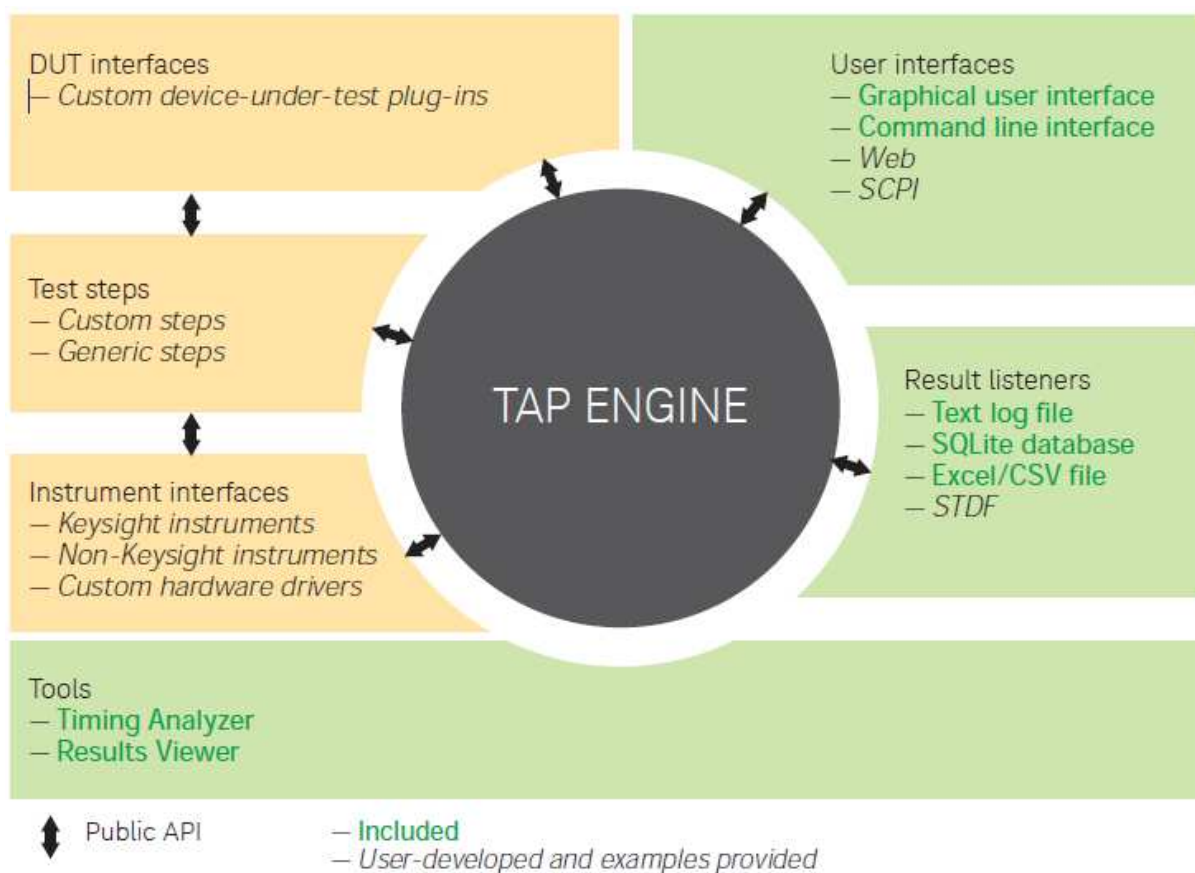 DUT interfaces
– Custom device-under-test plug-ins
User interfaces
– Graphical user interface
– Command line interface
– Web
– SCPI
Test steps
– Custom steps
– Generic steps
TAP ENGINE
Result listeners
– Text log file
– SQLite database
– Excel/CSV file
– STDF
Instrument interfaces
– Keysight instruments
– Non-Keysight instruments
– Custom hardware drivers
Tools
– Timing Analyzer
– Results Viewer
Public API
– Included
– User-developed and examples provided